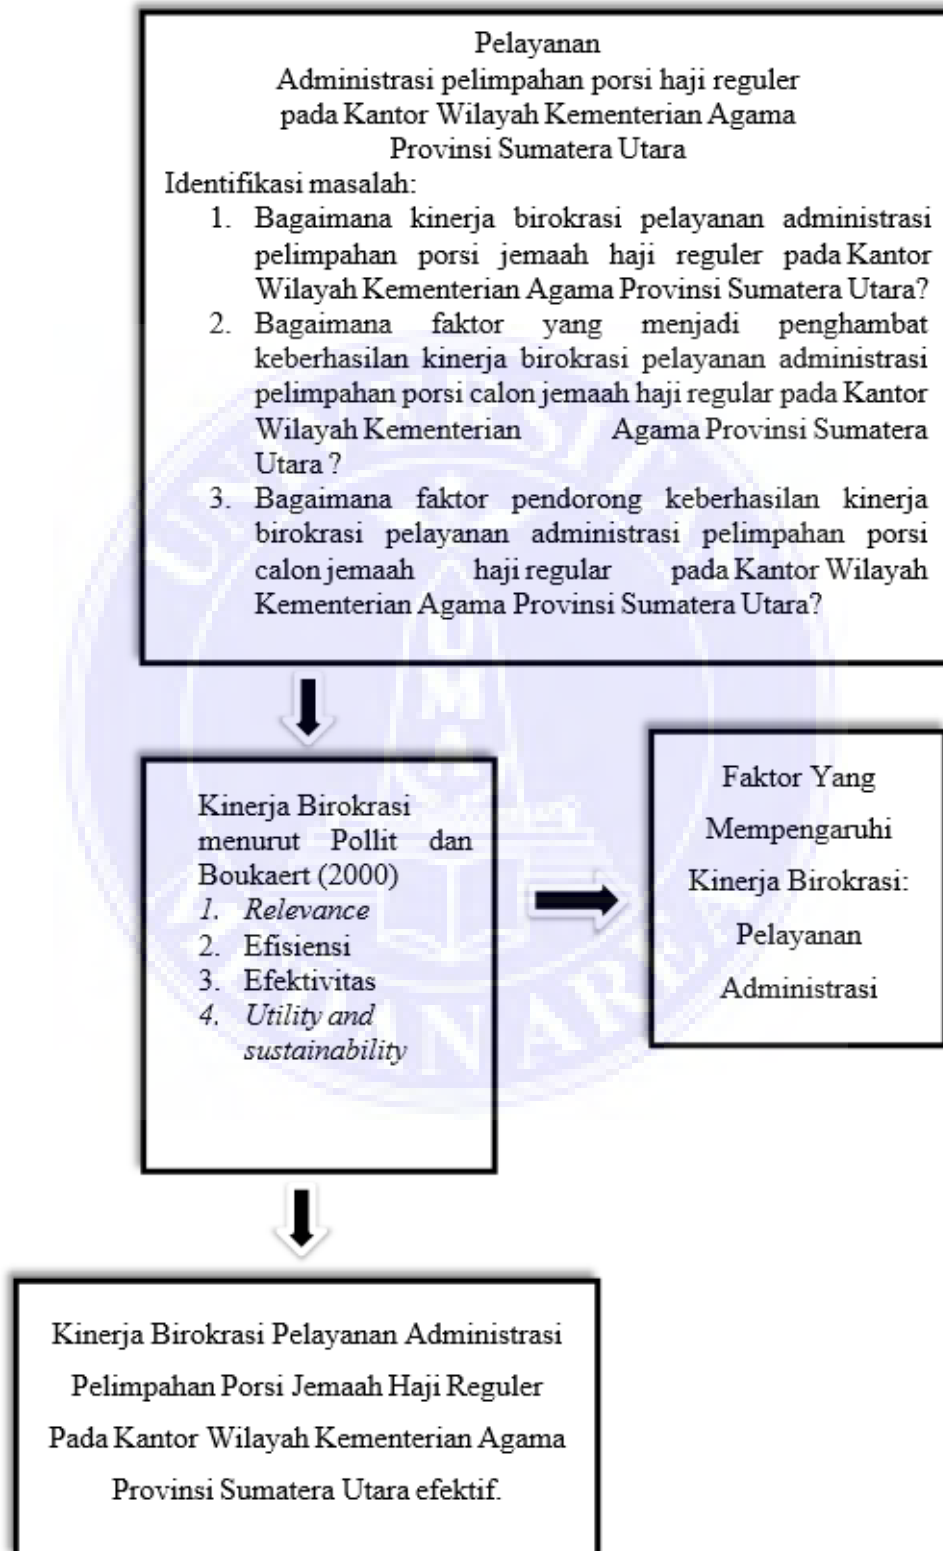 Pelayanan
Administrasi pelimpahan porsi haji reguler
pada Kantor Wilayah Kementerian Agama
Provinsi Sumatera Utara
Identifikasi masalah:
1. Bagaimana kinerja birokrasi pelayanan administrasi
pelimpahan porsi jemaah haji reguler pada Kantor
Wilayah Kementerian Agama Provinsi Sumatera Utara?
2. Bagaimana faktor yang menjadi penghambat
keberhasilan kinerja birokrasi pelayanan administrasi
pelimpahan porsi calon jemaah haji regular pada Kantor
Wilayah Kementerian Agama Provinsi Sumatera
Utara ?
3. Bagaimana faktor pendorong keberhasilan kinerja
birokrasi pelayanan administrasi pelimpahan porsi
calon jemaah haji regular pada Kantor Wilayah
Kementerian Agama Provinsi Sumatera Utara?
Kinerja Birokrasi
menurut Pollit dan
Boukaert (2000)
1. Relevance
2. Efisiensi
3. Efektivitas
4. Utility and
sustainability
Faktor Yang
Mempengaruhi
Kinerja Birokrasi:
Pelayanan
Administrasi
Kinerja Birokrasi Pelayanan Administrasi
Pelimpahan Porsi Jemaah Haji Reguler
Pada Kantor Wilayah Kementerian Agama
Provinsi Sumatera Utara efektif.